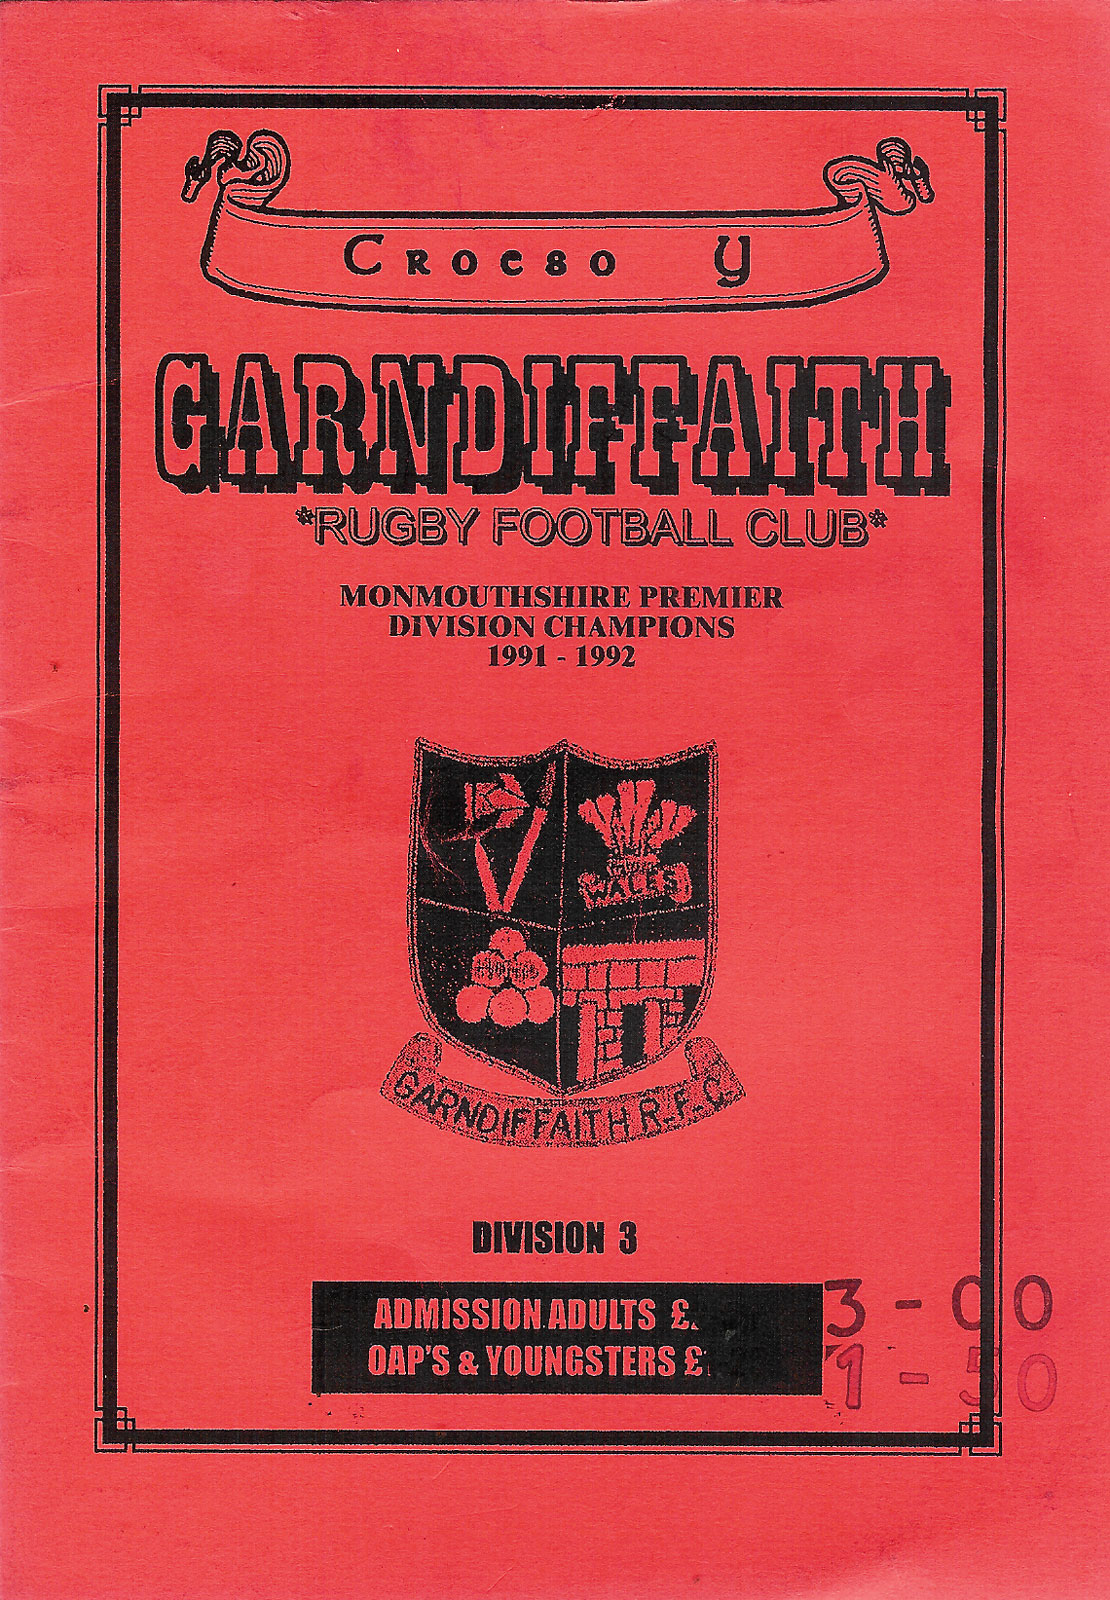 CROESO Y
GARNDIFFAITH
*RUGBY FOOTBALL CLUB*
MONMOUTHSHIRE PREMIER
DIVISION CHAMPIONS
1991 - 1992
WALES
GARNDIFFAITH R.F.C.
DIVISION 3
ADMISSION ADULTS £ 3-00
OAP'S & YOUNGSTERS £ 1-50